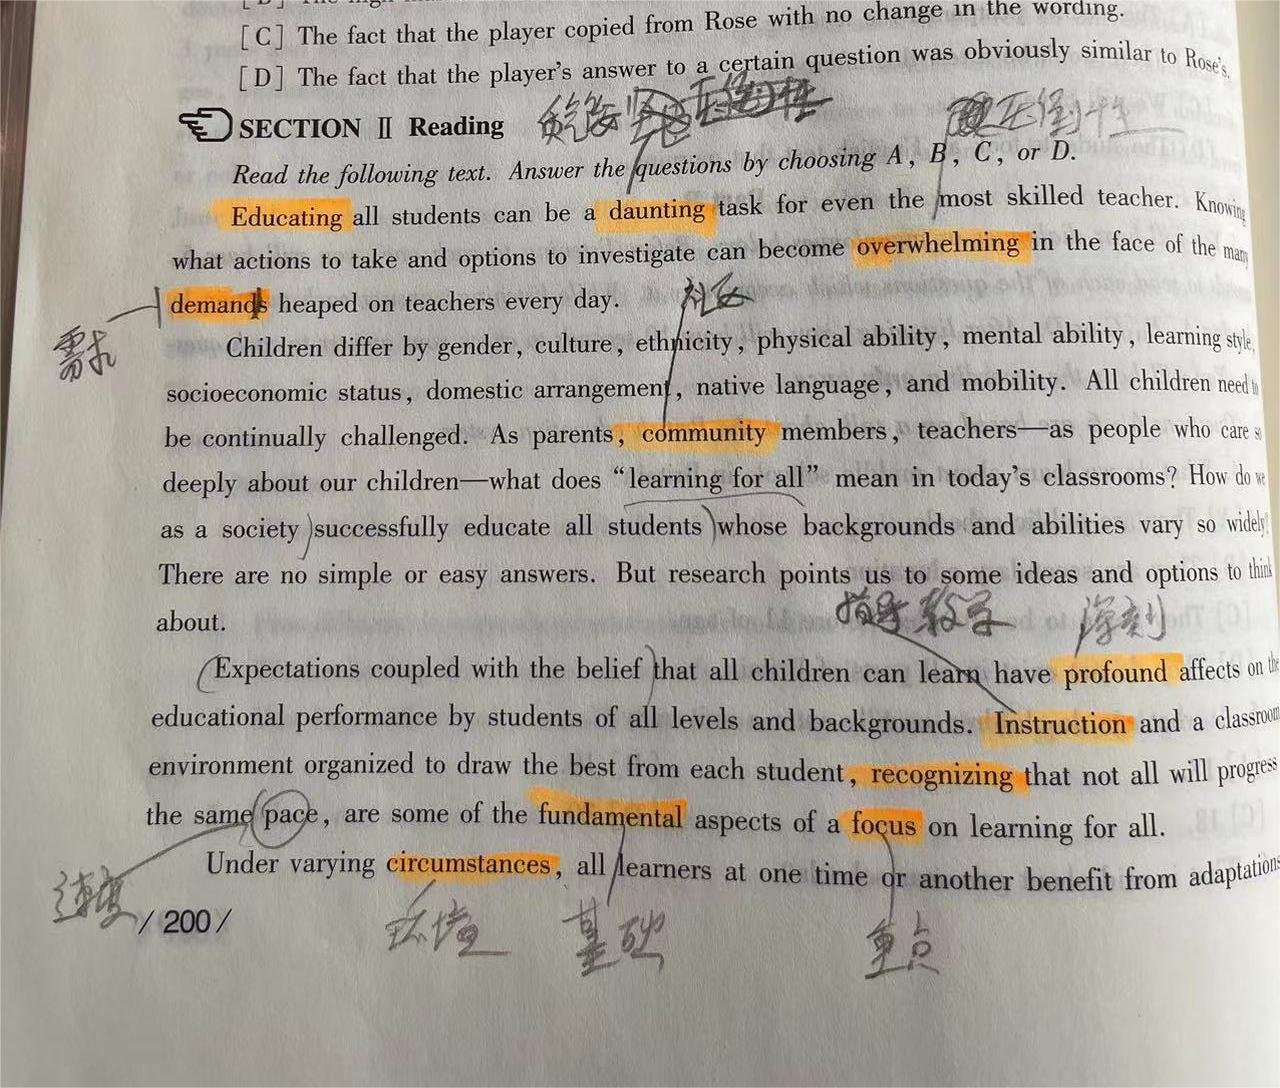 [C] The fact that the player copied from Rose with no change in the wording.
[D] The fact that the player's answer to a certain question was obviously similar to Rose's.
SECTION Ⅱ Reading
压倒性
Read the following text. Answer the questions by choosing A, B, C, or D.
Educating all students can be a daunting task for even the most skilled teacher. Knowing
what actions to take and options to investigate can become overwhelming in the face of the many
demands heaped on teachers every day.
社区
需求
Children differ by gender, culture, ethnicity, physical ability, mental ability, learning style,
socioeconomic status, domestic arrangement, native language, and mobility. All children need to
be continually challenged. As parents, community members, teachers—as people who care so
deeply about our children—what does “learning for all” mean in today's classrooms? How do we
as a society successfully educate all students whose backgrounds and abilities vary so widely?
There are no simple or easy answers. But research points us to some ideas and options to think
about.
指导 教学 深刻
Expectations coupled with the belief that all children can learn have profound affects on the
educational performance by students of all levels and backgrounds. Instruction and a classroom
environment organized to draw the best from each student, recognizing that not all will progress
the same pace, are some of the fundamental aspects of a focus on learning for all.
Under varying circumstances, all learners at one time or another benefit from adaptations
速度
/ 200 /
环境 基础 重点